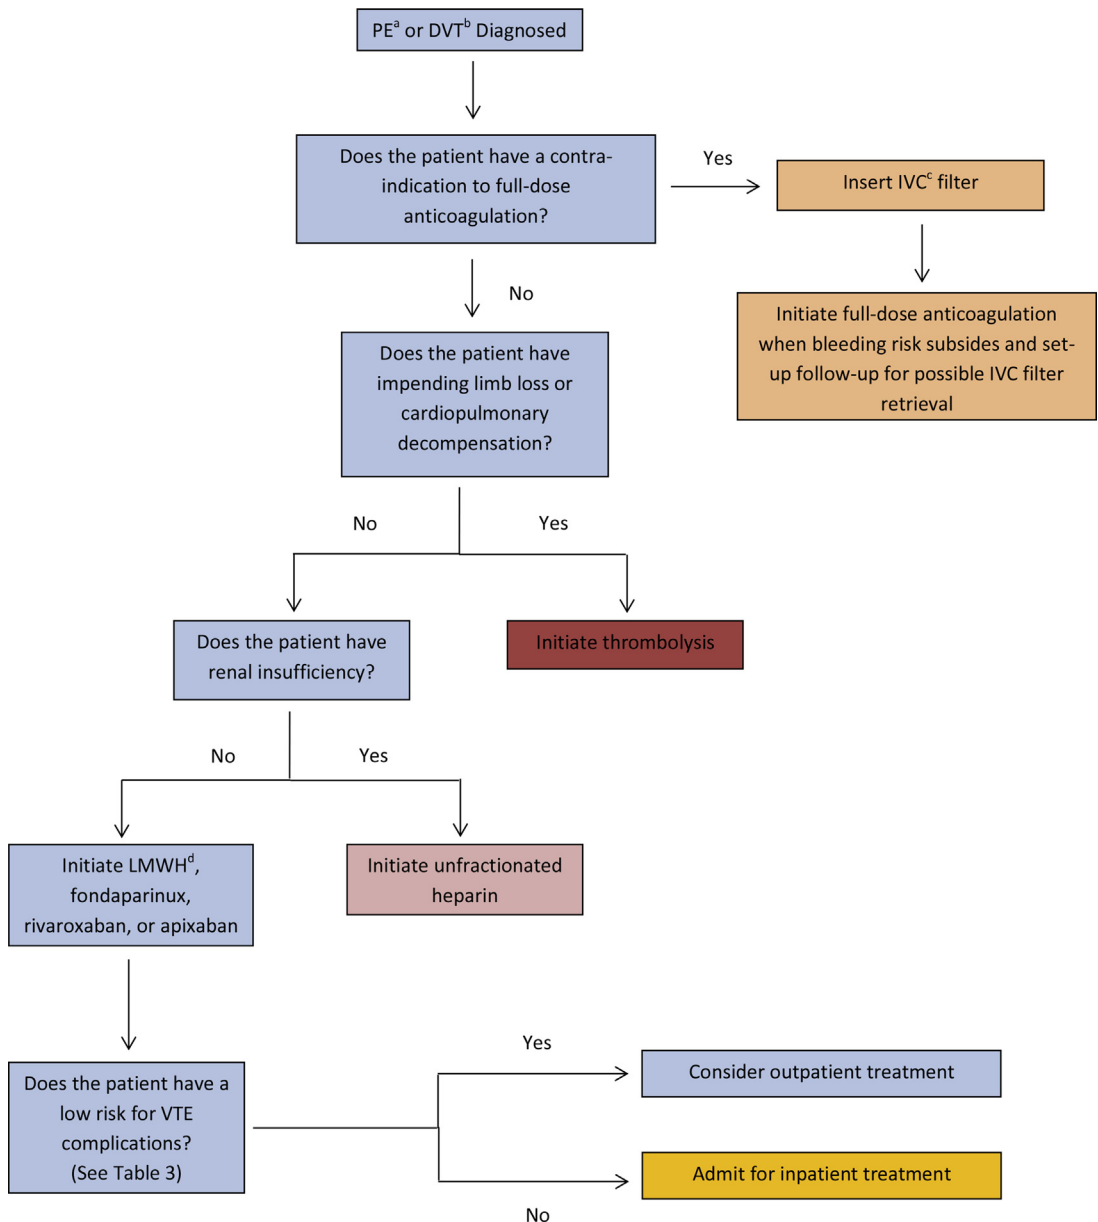 PEᵃ or DVTᵇ Diagnosed
Does the patient have a contra-
indication to full-dose
anticoagulation?
Yes
Insert IVCᶜ filter
Initiate full-dose anticoagulation
when bleeding risk subsides and set-
up follow-up for possible IVC filter
retrieval
No
Does the patient have
impending limb loss or
cardiopulmonary
decompensation?
No
Yes
Does the patient have
renal insufficiency?
Initiate thrombolysis
No
Yes
Initiate LMWHᵈ,
fondaparinux,
rivaroxaban, or apixaban
Initiate unfractionated
heparin
Does the patient have a
low risk for VTE
complications?
(See Table 3)
Yes
Consider outpatient treatment
Admit for inpatient treatment
No